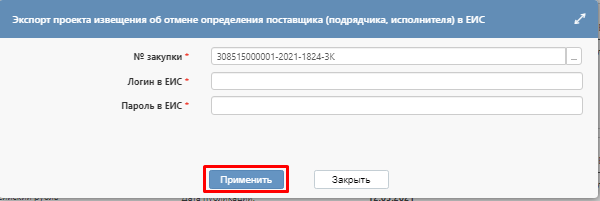 Экспорт проекта извещения об отмене определения поставщика (подрядчика, исполнителя) в ЕИС
№ закупки * 308515000001-2021-1824-ЗК ...
Логин в ЕИС *
Пароль в ЕИС *
Применить Закрыть